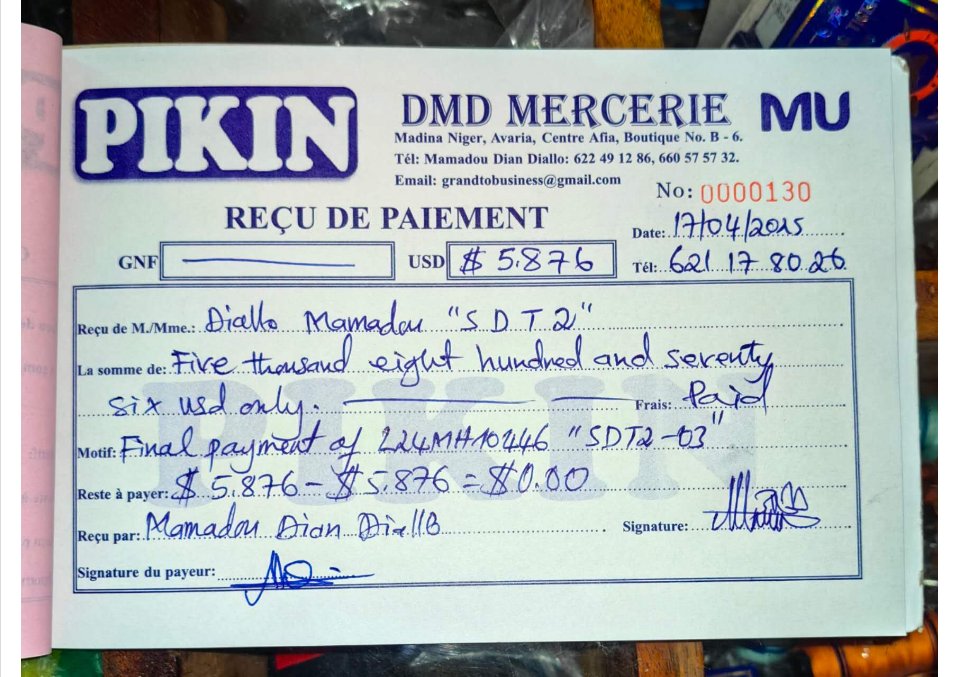 PIKIN
DMD MERCERIE
MU
Madina Niger, Avaria, Centre Afia, Boutique No. B - 6.
Tél: Mamadou Dian Diallo: 622 49 12 86, 660 57 57 32.
Email: grandtobusiness@gmail.com
No: 0000130
REÇU DE PAIEMENT
Date: 17/04/2025
GNF
USD $ 5.876
Tél: 621 17 80 26
Reçu de M./Mme.: Diallo Mamadou "S D T 2"
La somme de: Five thousand eight hundred and seventy
six usd only.
Frais: Paid
Motif: Final payment of L24MH10446 "SDT2-03"
Reste à payer: $ 5.876 - $ 5.876 = $0.00
Reçu par: Mamadou Dian Diallo
Signature:
Signature du payeur:
PIKIN